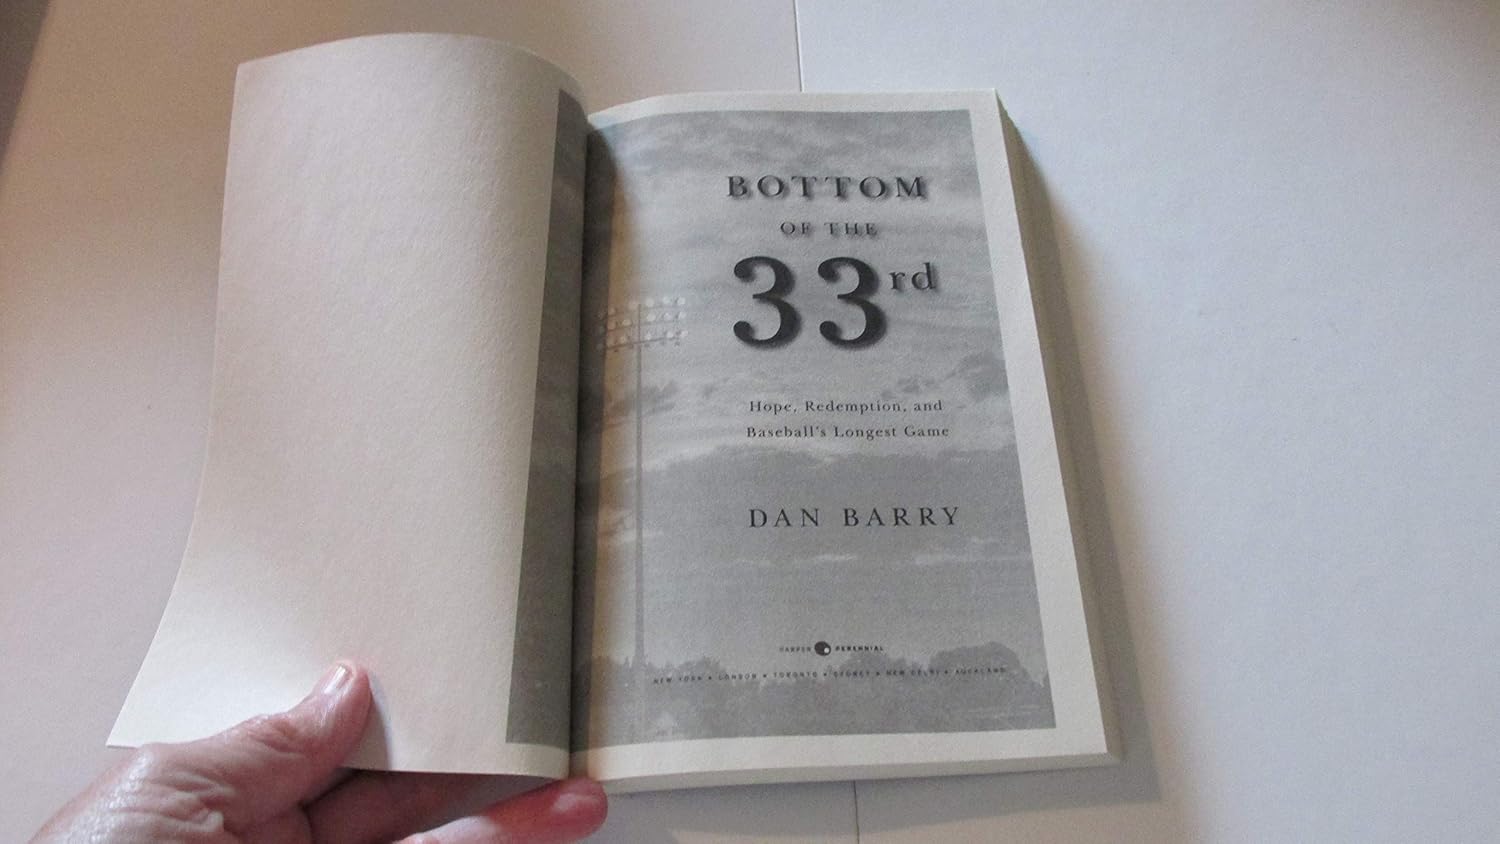 BOTTOM
OF THE
33rd
Hope, Redemption, and
Baseball's Longest Game
DAN BARRY
HARPER PERENNIAL
NEW YORK • LONDON • TORONTO • SYDNEY • NEW DELHI • AUCKLAND